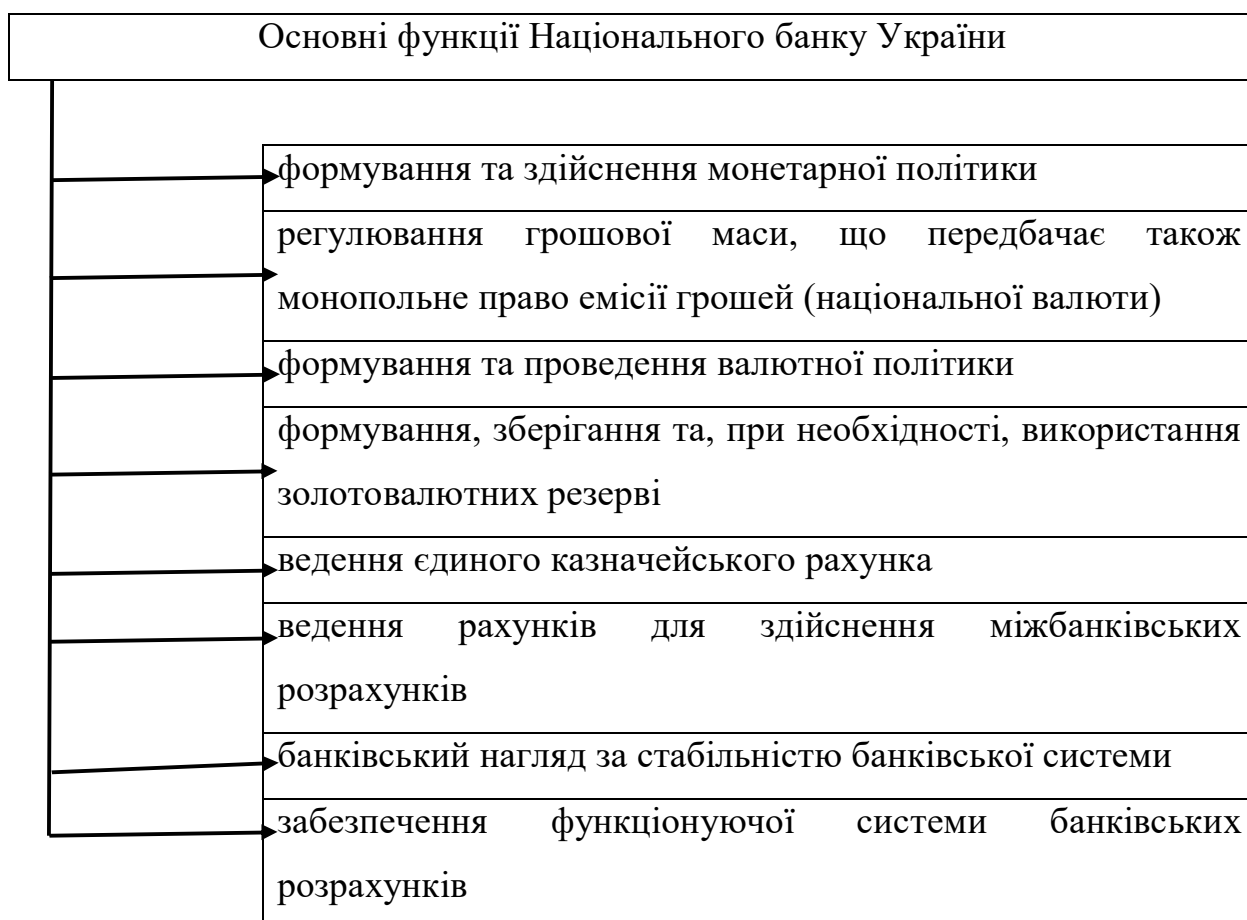 Основні функції Національного банку України
формування та здійснення монетарної політики
регулювання грошової маси, що передбачає також
монопольне право емісії грошей (національної валюти)
формування та проведення валютної політики
формування, зберігання та, при необхідності, використання
золотовалютних резерві
ведення єдиного казначейського рахунка
ведення рахунків для здійснення міжбанківських
розрахунків
банківський нагляд за стабільністю банківської системи
забезпечення функціонуючої системи банківських
розрахунків